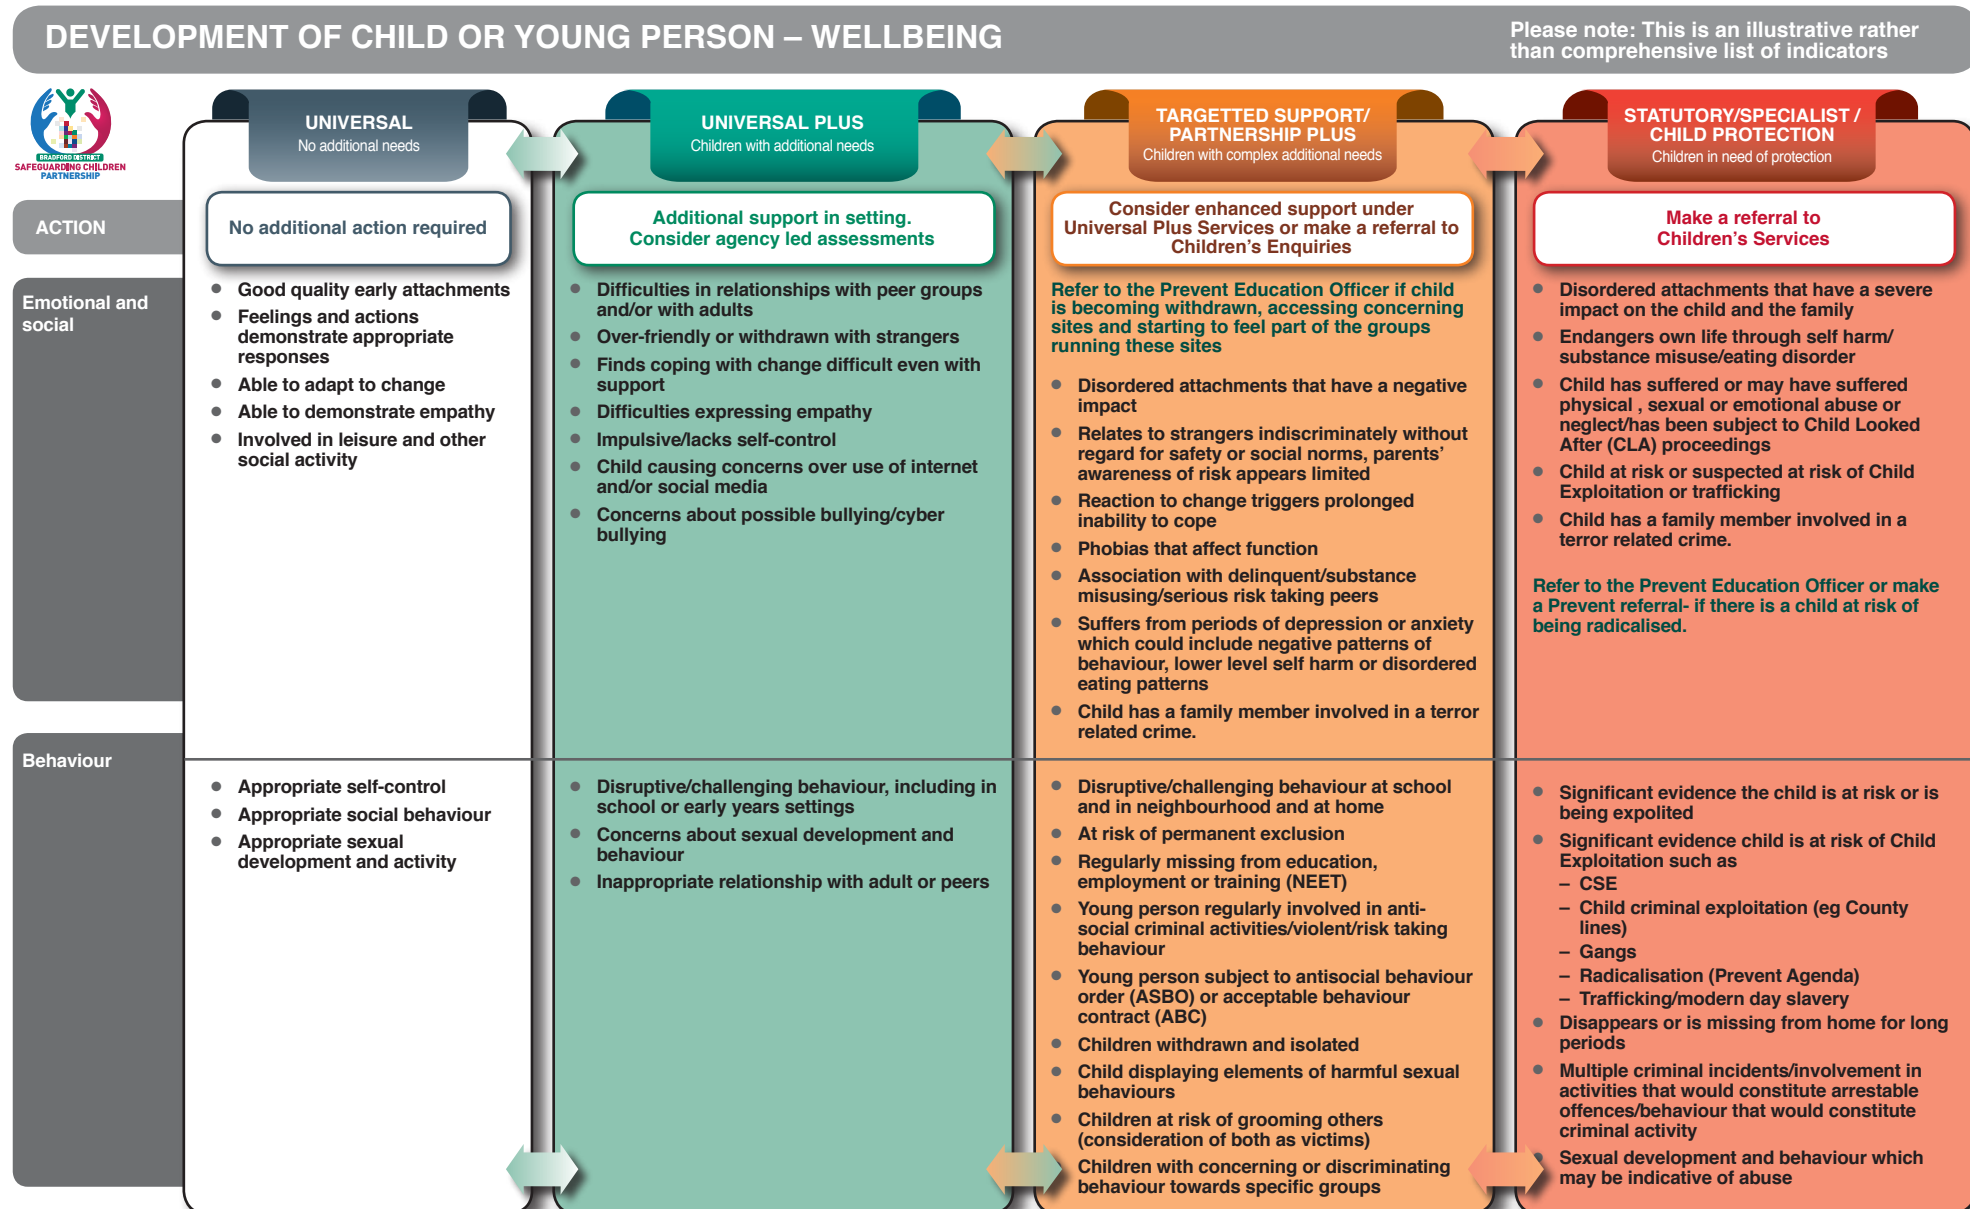 DEVELOPMENT OF CHILD OR YOUNG PERSON – WELLBEING
Please note: This is an illustrative rather
than comprehensive list of indicators
BRADFORD DISTRICT
SAFEGUARDING CHILDREN
PARTNERSHIP
UNIVERSAL
No additional needs
UNIVERSAL PLUS
Children with additional needs
TARGETTED SUPPORT/
PARTNERSHIP PLUS
Children with complex additional needs
STATUTORY/SPECIALIST /
CHILD PROTECTION
Children in need of protection
ACTION
No additional action required
Additional support in setting.
Consider agency led assessments
Consider enhanced support under
Universal Plus Services or make a referral to
Children's Enquiries
Make a referral to
Children's Services
Emotional and
social
• Good quality early attachments
• Feelings and actions
demonstrate appropriate
responses
• Able to adapt to change
• Able to demonstrate empathy
• Involved in leisure and other
social activity
• Difficulties in relationships with peer groups
and/or with adults
• Over-friendly or withdrawn with strangers
• Finds coping with change difficult even with
support
• Difficulties expressing empathy
• Impulsive/lacks self-control
• Child causing concerns over use of internet
and/or social media
• Concerns about possible bullying/cyber
bullying
Refer to the Prevent Education Officer if child
is becoming withdrawn, accessing concerning
sites and starting to feel part of the groups
running these sites
• Disordered attachments that have a negative
impact
• Relates to strangers indiscriminately without
regard for safety or social norms, parents'
awareness of risk appears limited
• Reaction to change triggers prolonged
inability to cope
• Phobias that affect function
• Association with delinquent/substance
misusing/serious risk taking peers
• Suffers from periods of depression or anxiety
which could include negative patterns of
behaviour, lower level self harm or disordered
eating patterns
• Child has a family member involved in a terror
related crime.
• Disordered attachments that have a severe
impact on the child and the family
• Endangers own life through self harm/
substance misuse/eating disorder
• Child has suffered or may have suffered
physical , sexual or emotional abuse or
neglect/has been subject to Child Looked
After (CLA) proceedings
• Child at risk or suspected at risk of Child
Exploitation or trafficking
• Child has a family member involved in a
terror related crime.
Refer to the Prevent Education Officer or make
a Prevent referral- if there is a child at risk of
being radicalised.
Behaviour
• Appropriate self-control
• Appropriate social behaviour
• Appropriate sexual
development and activity
• Disruptive/challenging behaviour, including in
school or early years settings
• Concerns about sexual development and
behaviour
• Inappropriate relationship with adult or peers
• Disruptive/challenging behaviour at school
and in neighbourhood and at home
• At risk of permanent exclusion
• Regularly missing from education,
employment or training (NEET)
• Young person regularly involved in anti-
social criminal activities/violent/risk taking
behaviour
• Young person subject to antisocial behaviour
order (ASBO) or acceptable behaviour
contract (ABC)
• Children withdrawn and isolated
• Child displaying elements of harmful sexual
behaviours
• Children at risk of grooming others
(consideration of both as victims)
Children with concerning or discriminating
behaviour towards specific groups
• Significant evidence the child is at risk or is
being expolited
• Significant evidence child is at risk of Child
Exploitation such as
– CSE
– Child criminal exploitation (eg County
lines)
– Gangs
– Radicalisation (Prevent Agenda)
– Trafficking/modern day slavery
• Disappears or is missing from home for long
periods
• Multiple criminal incidents/involvement in
activities that would constitute arrestable
offences/behaviour that would constitute
criminal activity
• Sexual development and behaviour which
may be indicative of abuse